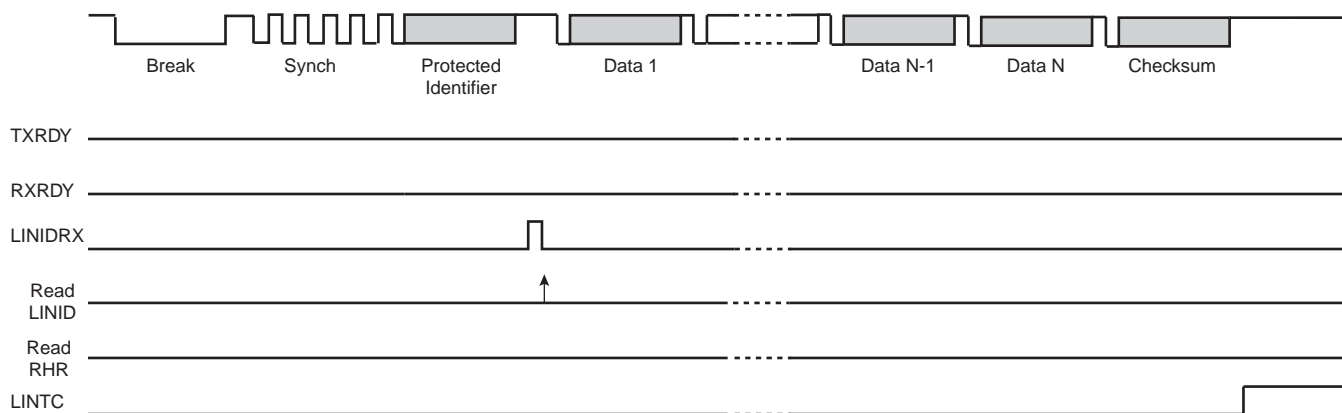 Break
Synch
Protected
Identifier
Data 1
Data N-1
Data N
Checksum
TXRDY
RXRDY
LINIDRX
Read
LINID
Read
RHR
LINTC